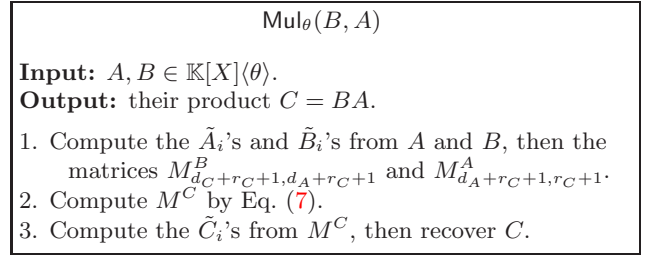 Mul_θ(B, A)
Input: A, B ∈ 𝕂[X]⟨θ⟩.
Output: their product C = BA.
1. Compute the Ã_i's and B̃_i's from A and B, then the
matrices M^B_{d_C+r_C+1,d_A+r_C+1} and M^A_{d_A+r_C+1,r_C+1}.
2. Compute M^C by Eq. (7).
3. Compute the C̃_i's from M^C, then recover C.